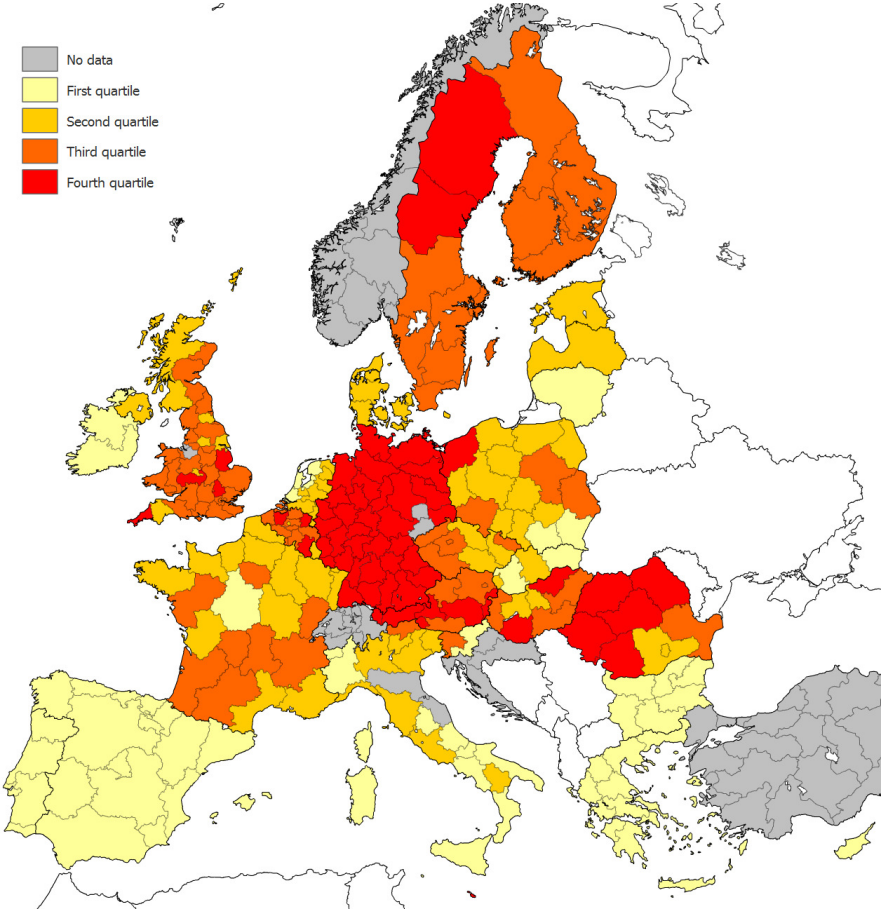 No data
First quartile
Second quartile
Third quartile
Fourth quartile